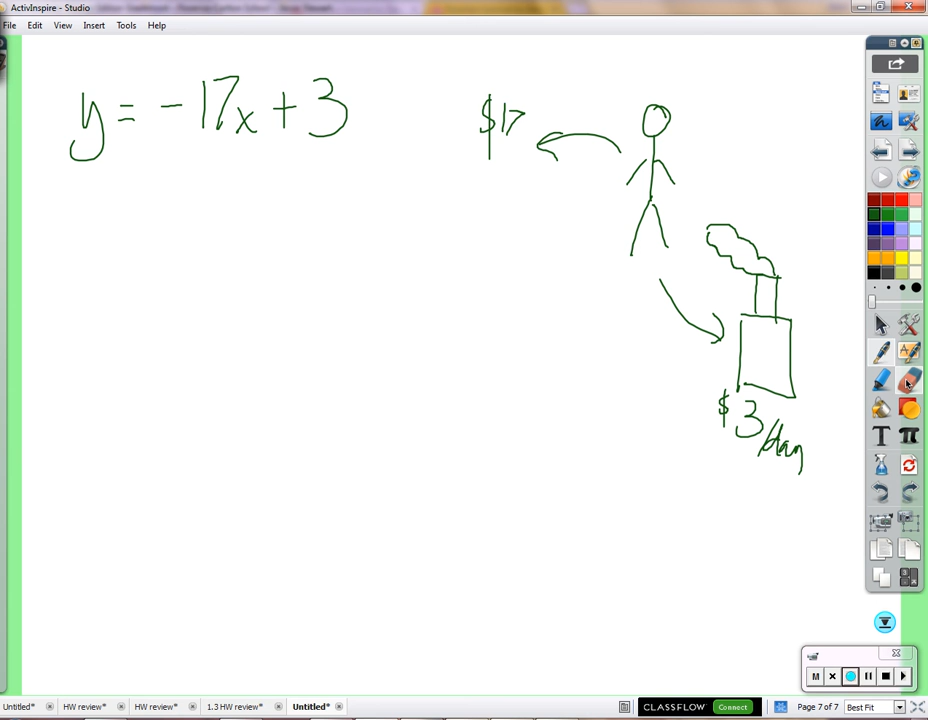 ActivInspire - Studio
File Edit View Insert Tools Help
y = -17x + 3
$17
$3/day
M
Untitled* HW review* HW review* 1.3 HW review* Untitled*
CLASSFLOW Connect
Page 7 of 7
Best Fit